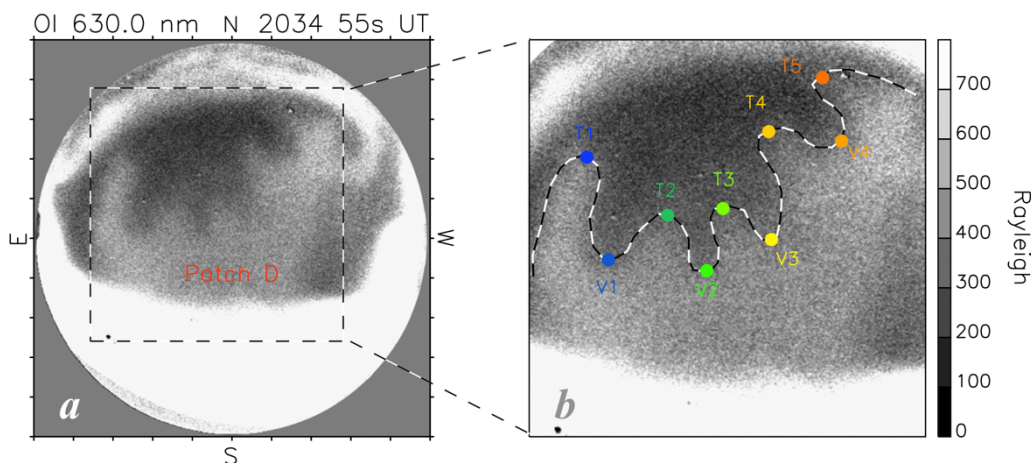 OI 630.0 nm N 2034 55s UT
E
W
S
Patch D
a
T1
T2
T3
T4
T5
V1
V2
V3
V4
b
700
600
500
400
300
200
100
0
Rayleigh